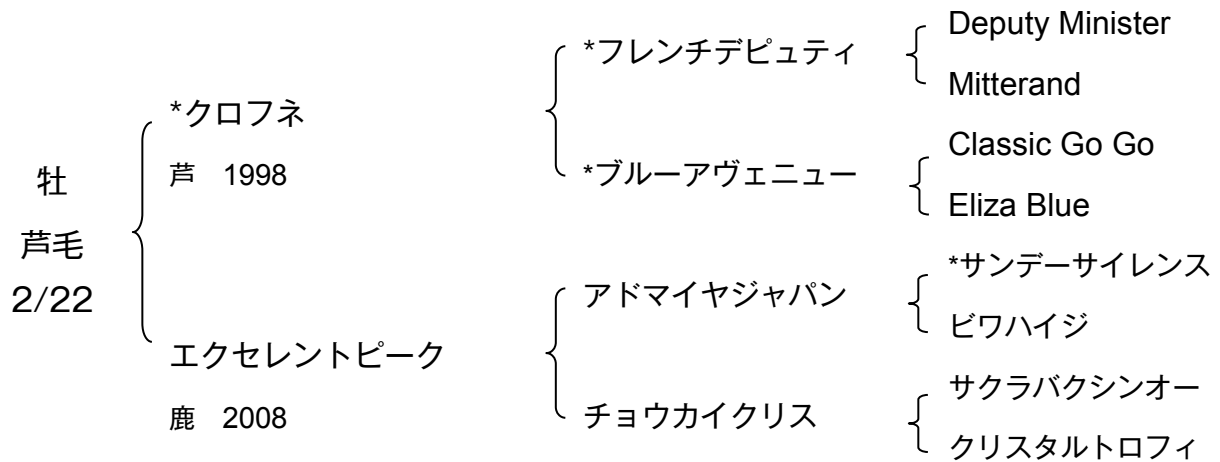 牡
芦毛
2/22
*クロフネ
芦 1998
エクセレントピーク
鹿 2008
*フレンチデピュティ
*ブルーアヴェニュー
アドマイヤジャパン
チョウカイクリス
Deputy Minister
Mitterand
Classic Go Go
Eliza Blue
*サンデーサイレンス
ビワハイジ
サクラバクシンオー
クリスタルトロフィ